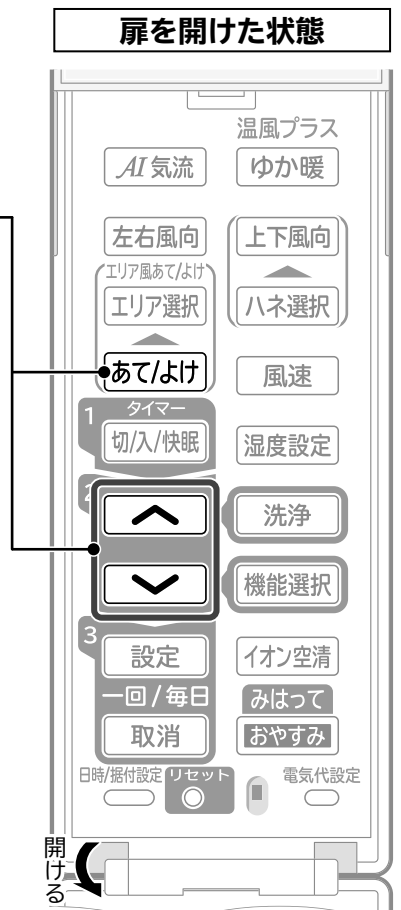 扉を開けた状態
温風プラス
AI 気流
ゆか暖
左右風向
上下風向
エリア風あて/よけ
エリア選択
ハネ選択
あて/よけ
風速
1
タイマー
切/入/快眠
湿度設定
2
洗浄
機能選択
3
設定
イオン空清
一回/毎日
みはって
取消
おやすみ
日時/据付設定
リセット
電気代設定
開ける